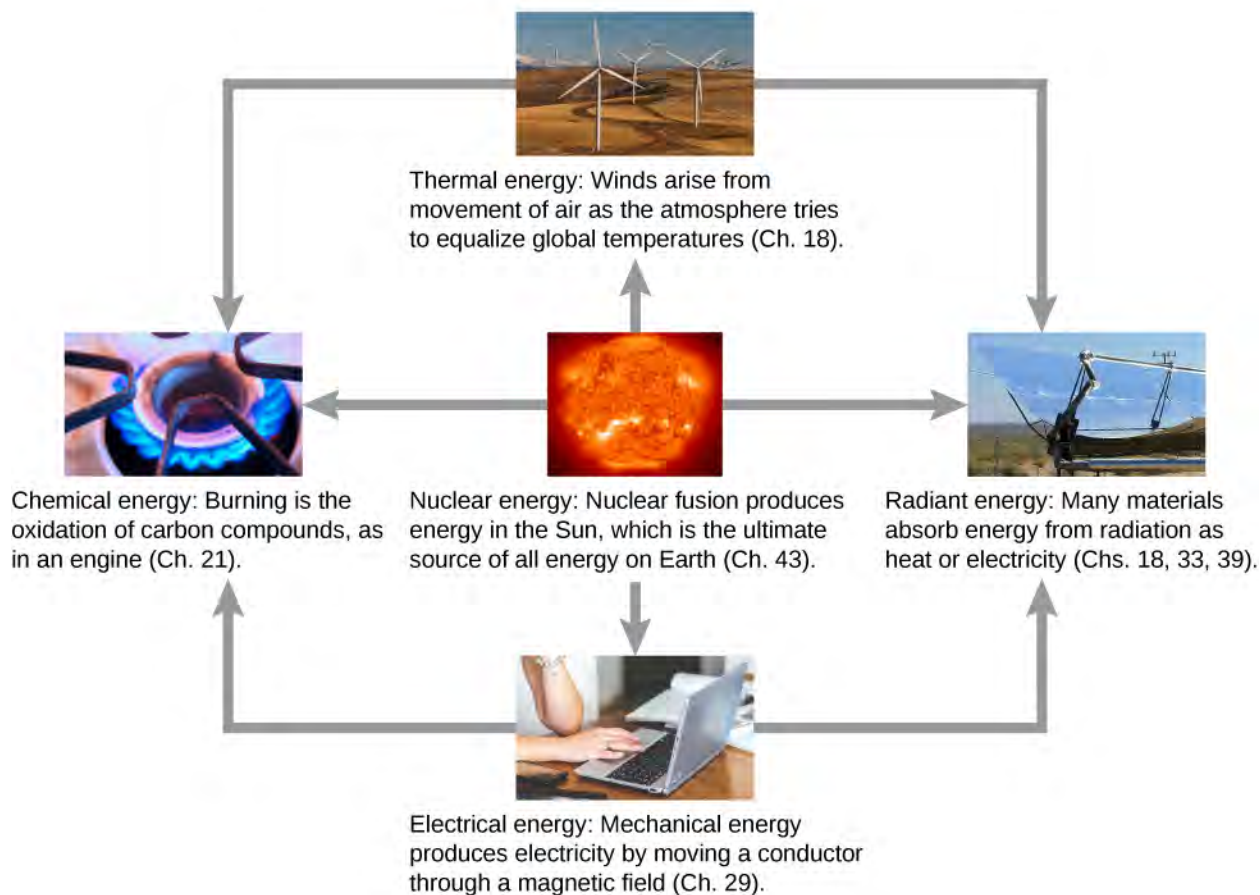 Thermal energy: Winds arise from
movement of air as the atmosphere tries
to equalize global temperatures (Ch. 18).
Chemical energy: Burning is the
oxidation of carbon compounds, as
in an engine (Ch. 21).
Nuclear energy: Nuclear fusion produces
energy in the Sun, which is the ultimate
source of all energy on Earth (Ch. 43).
Radiant energy: Many materials
absorb energy from radiation as
heat or electricity (Chs. 18, 33, 39).
Electrical energy: Mechanical energy
produces electricity by moving a conductor
through a magnetic field (Ch. 29).